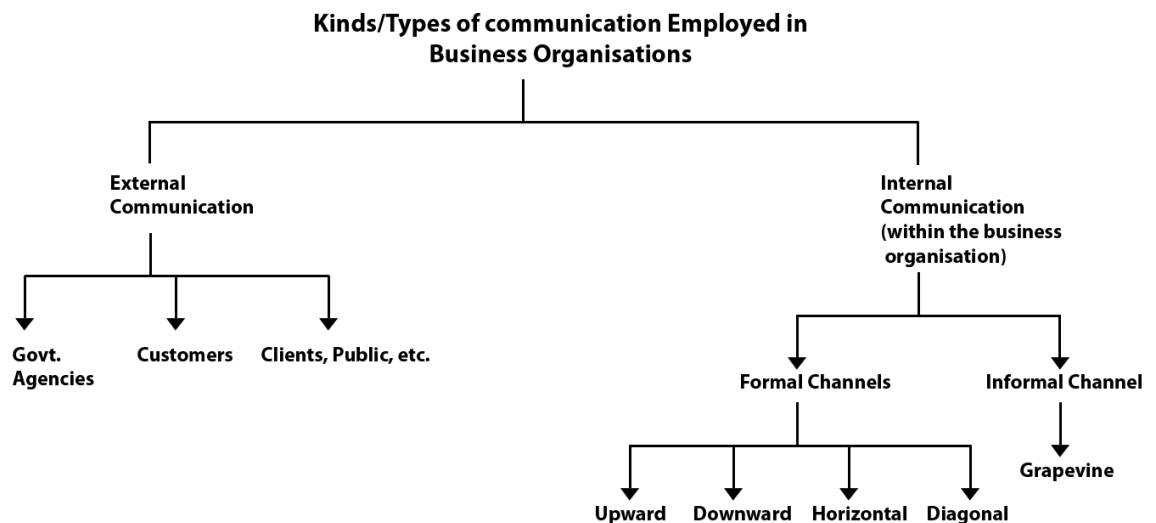 Kinds/Types of communication Employed in
Business Organisations
External
Communication
Internal
Communication
(within the business
organisation)
Govt.
Agencies
Customers
Clients, Public, etc.
Formal Channels
Informal Channel
Grapevine
Upward
Downward
Horizontal
Diagonal